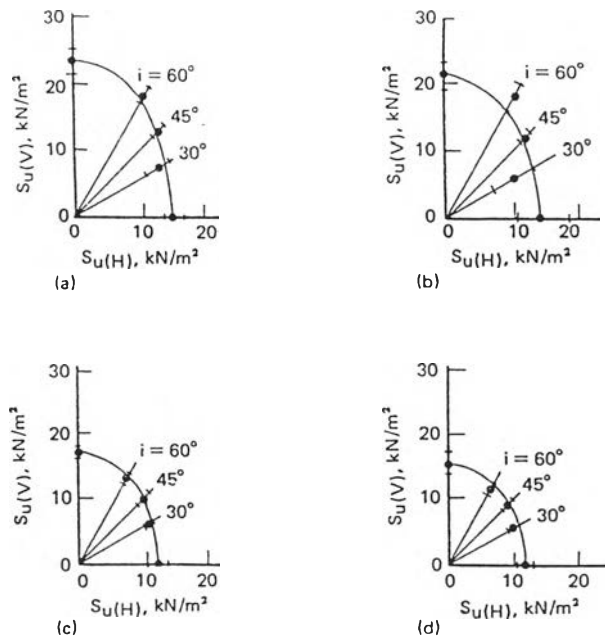 30
20
10
0
Su(V), kN/m²
i = 60°
45°
30°
0
10
20
Su(H), kN/m²
(a)
30
20
10
0
Su(V), kN/m²
i = 60°
45°
30°
0
10
20
Su(H), kN/m²
(b)
30
20
10
0
Su(V), kN/m²
i = 60°
45°
30°
0
10
20
Su(H), kN/m²
(c)
30
20
10
0
Su(V), kN/m²
i = 60°
45°
30°
0
10
20
Su(H), kN/m²
(d)